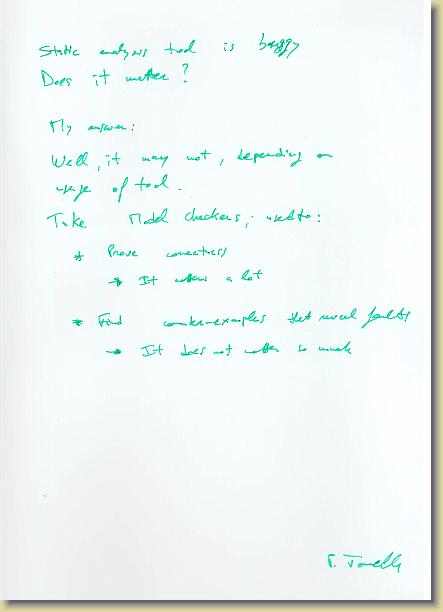 Static analysis tool is buggy
Does it matter ?
My answer :
Well, it may not, depending on
usage of tool.
Take Model checkers, used to :
* Prove correctness
→ It matters a lot
* Find counter-examples that reveal faults
→ It does not matter so much
P.